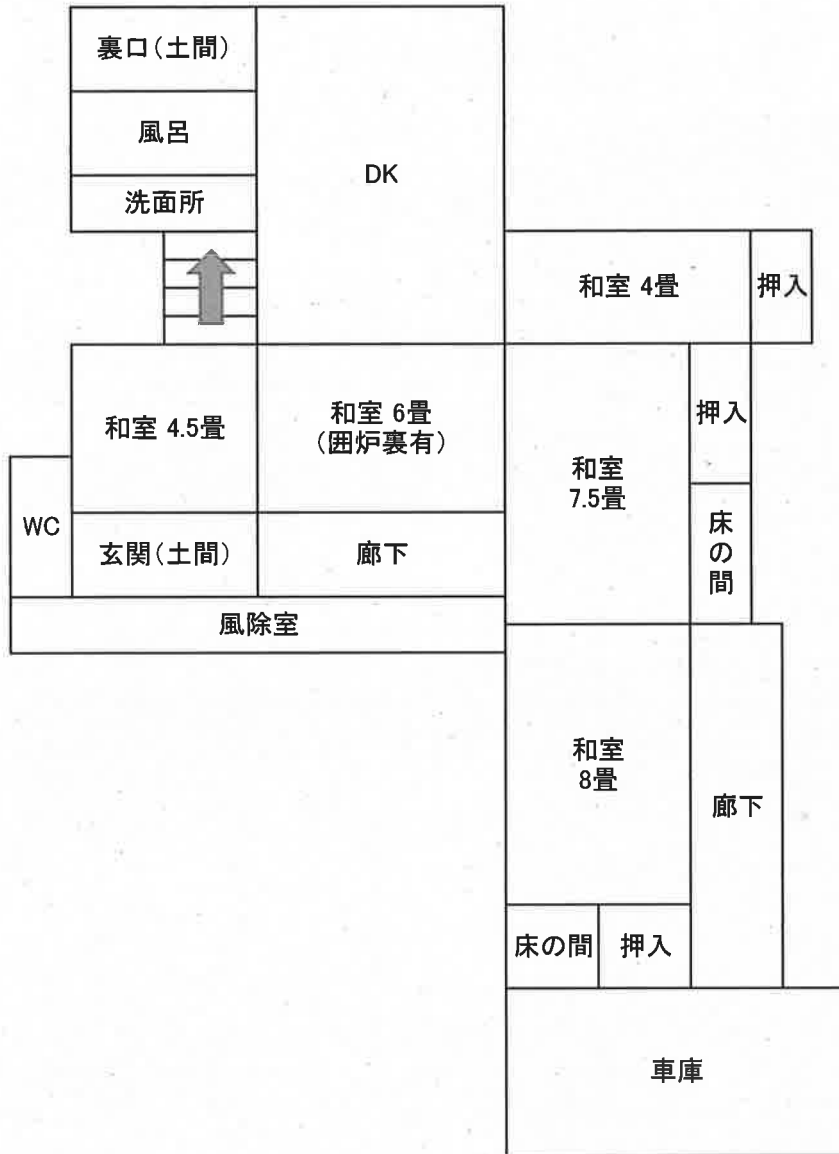 裏口（土間）
風呂
洗面所
DK
和室 4畳
押入
和室 4.5畳
和室 6畳
（囲炉裏有）
和室
7.5畳
押入
床の間
WC
玄関（土間）
廊下
風除室
和室
8畳
廊下
床の間
押入
車庫